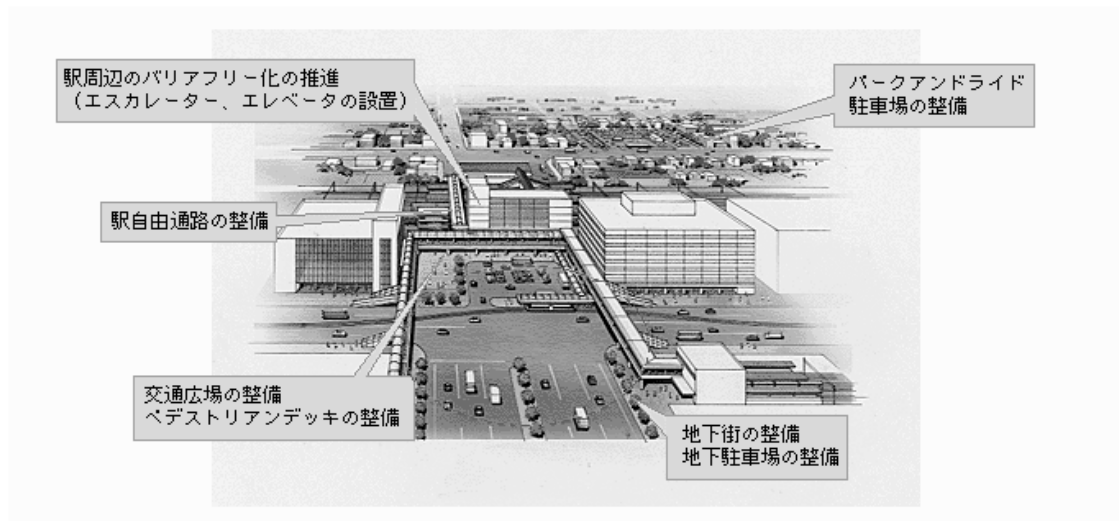 駅周辺のバリアフリー化の推進
（エスカレーター、エレベータの設置）
パークアンドライド
駐車場の整備
駅自由通路の整備
交通広場の整備
ペデストリアンデッキの整備
地下街の整備
地下駐車場の整備